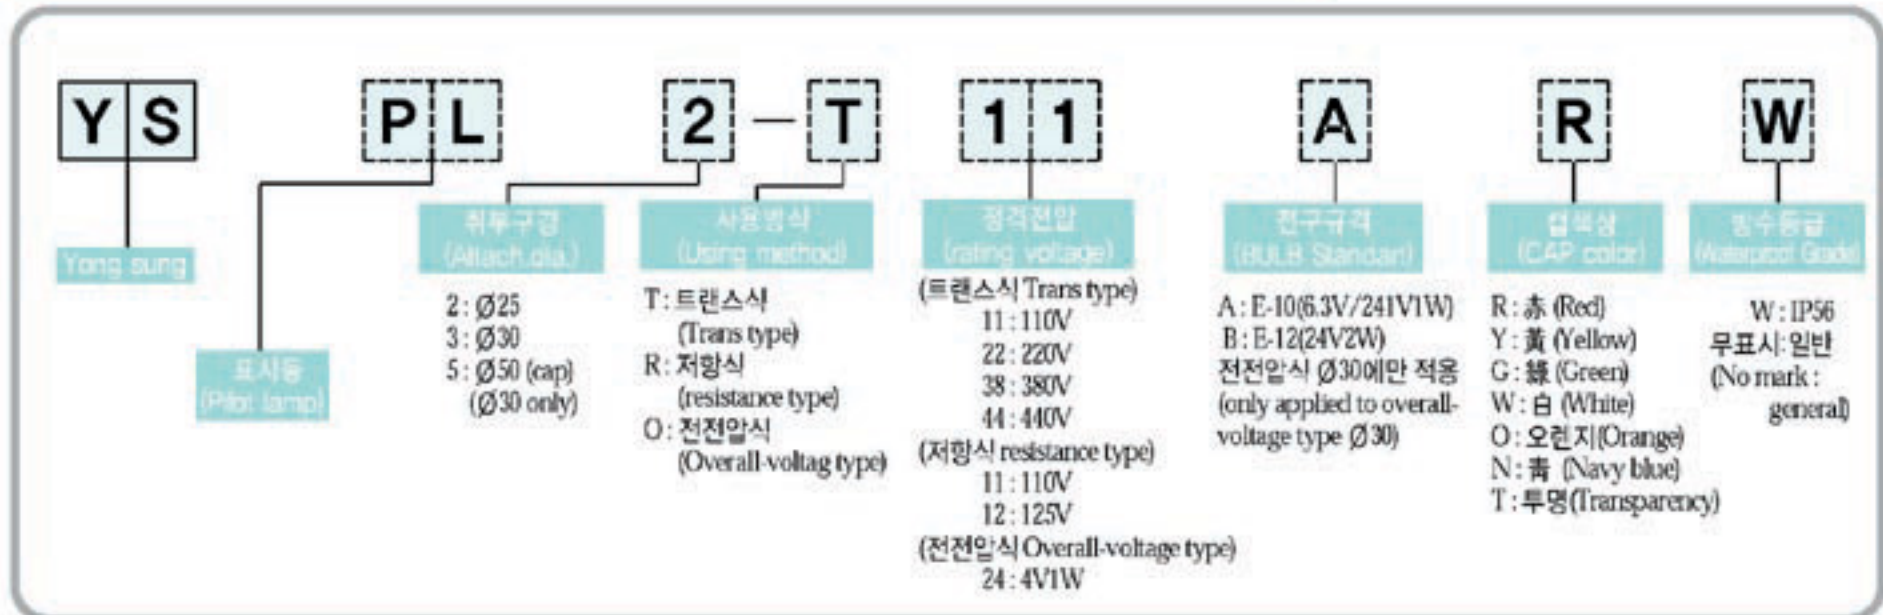 YS PL 2 — T 11 A R W
Yong sung
표시등
(Pilot lamp)
취부구경
(Attach.dia.)
2 : Ø25
3 : Ø30
5 : Ø50 (cap)
(Ø30 only)
사용방식
(Using method)
T : 트랜스식
(Trans type)
R : 저항식
(resistance type)
O : 전전압식
(Overall-voltag type)
정격전압
(rating voltage)
(트랜스식 Trans type)
11 : 110V
22 : 220V
38 : 380V
44 : 440V
(저항식 resistance type)
11 : 110V
12 : 125V
(전전압식 Overall-voltage type)
24 : 4V1W
전구규격
(BULB Standart)
A : E-10(6.3V/241V1W)
B : E-12(24V2W)
전전압식 Ø30에만 적용
(only applied to overall-
voltage type Ø30)
캡색상
(CAP color)
R : 赤 (Red)
Y : 黃 (Yellow)
G : 綠 (Green)
W : 白 (White)
O : 오렌지(Orange)
N : 靑 (Navy blue)
T : 투명(Transparency)
방수등급
(Waterproof Grade)
W : IP56
무표시 : 일반
(No mark :
general)